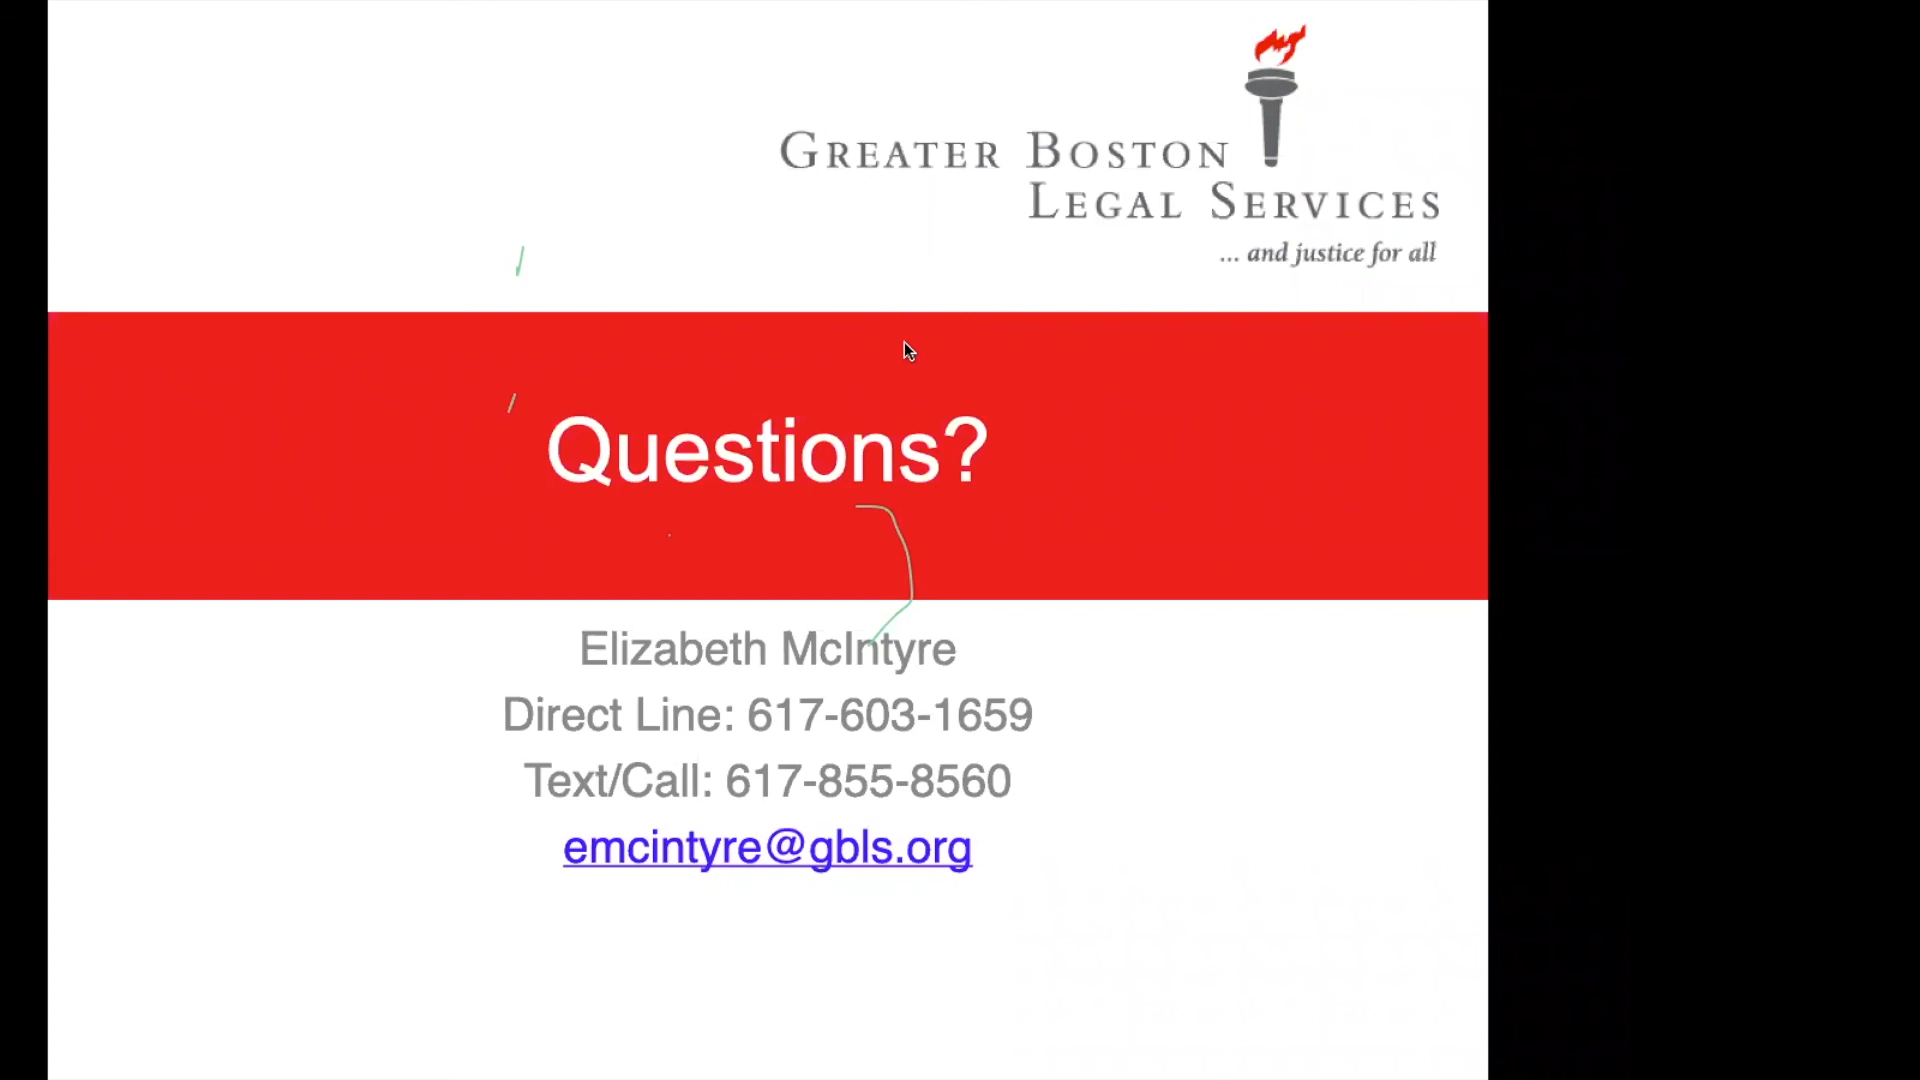 GREATER BOSTON
LEGAL SERVICES
... and justice for all
Questions?
Elizabeth McIntyre
Direct Line: 617-603-1659
Text/Call: 617-855-8560
emcintyre@gbls.org